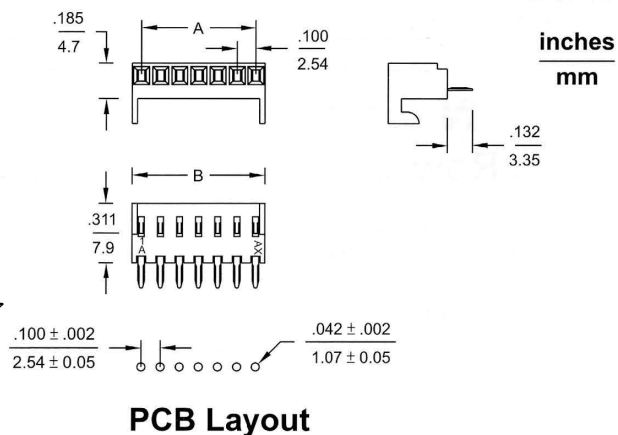 .185
4.7
A
.100
2.54
inches
mm
.132
3.35
B
.311
7.9
1
A
AX
.100 ± .002
2.54 ± 0.05
.042 ± .002
1.07 ± 0.05
PCB Layout